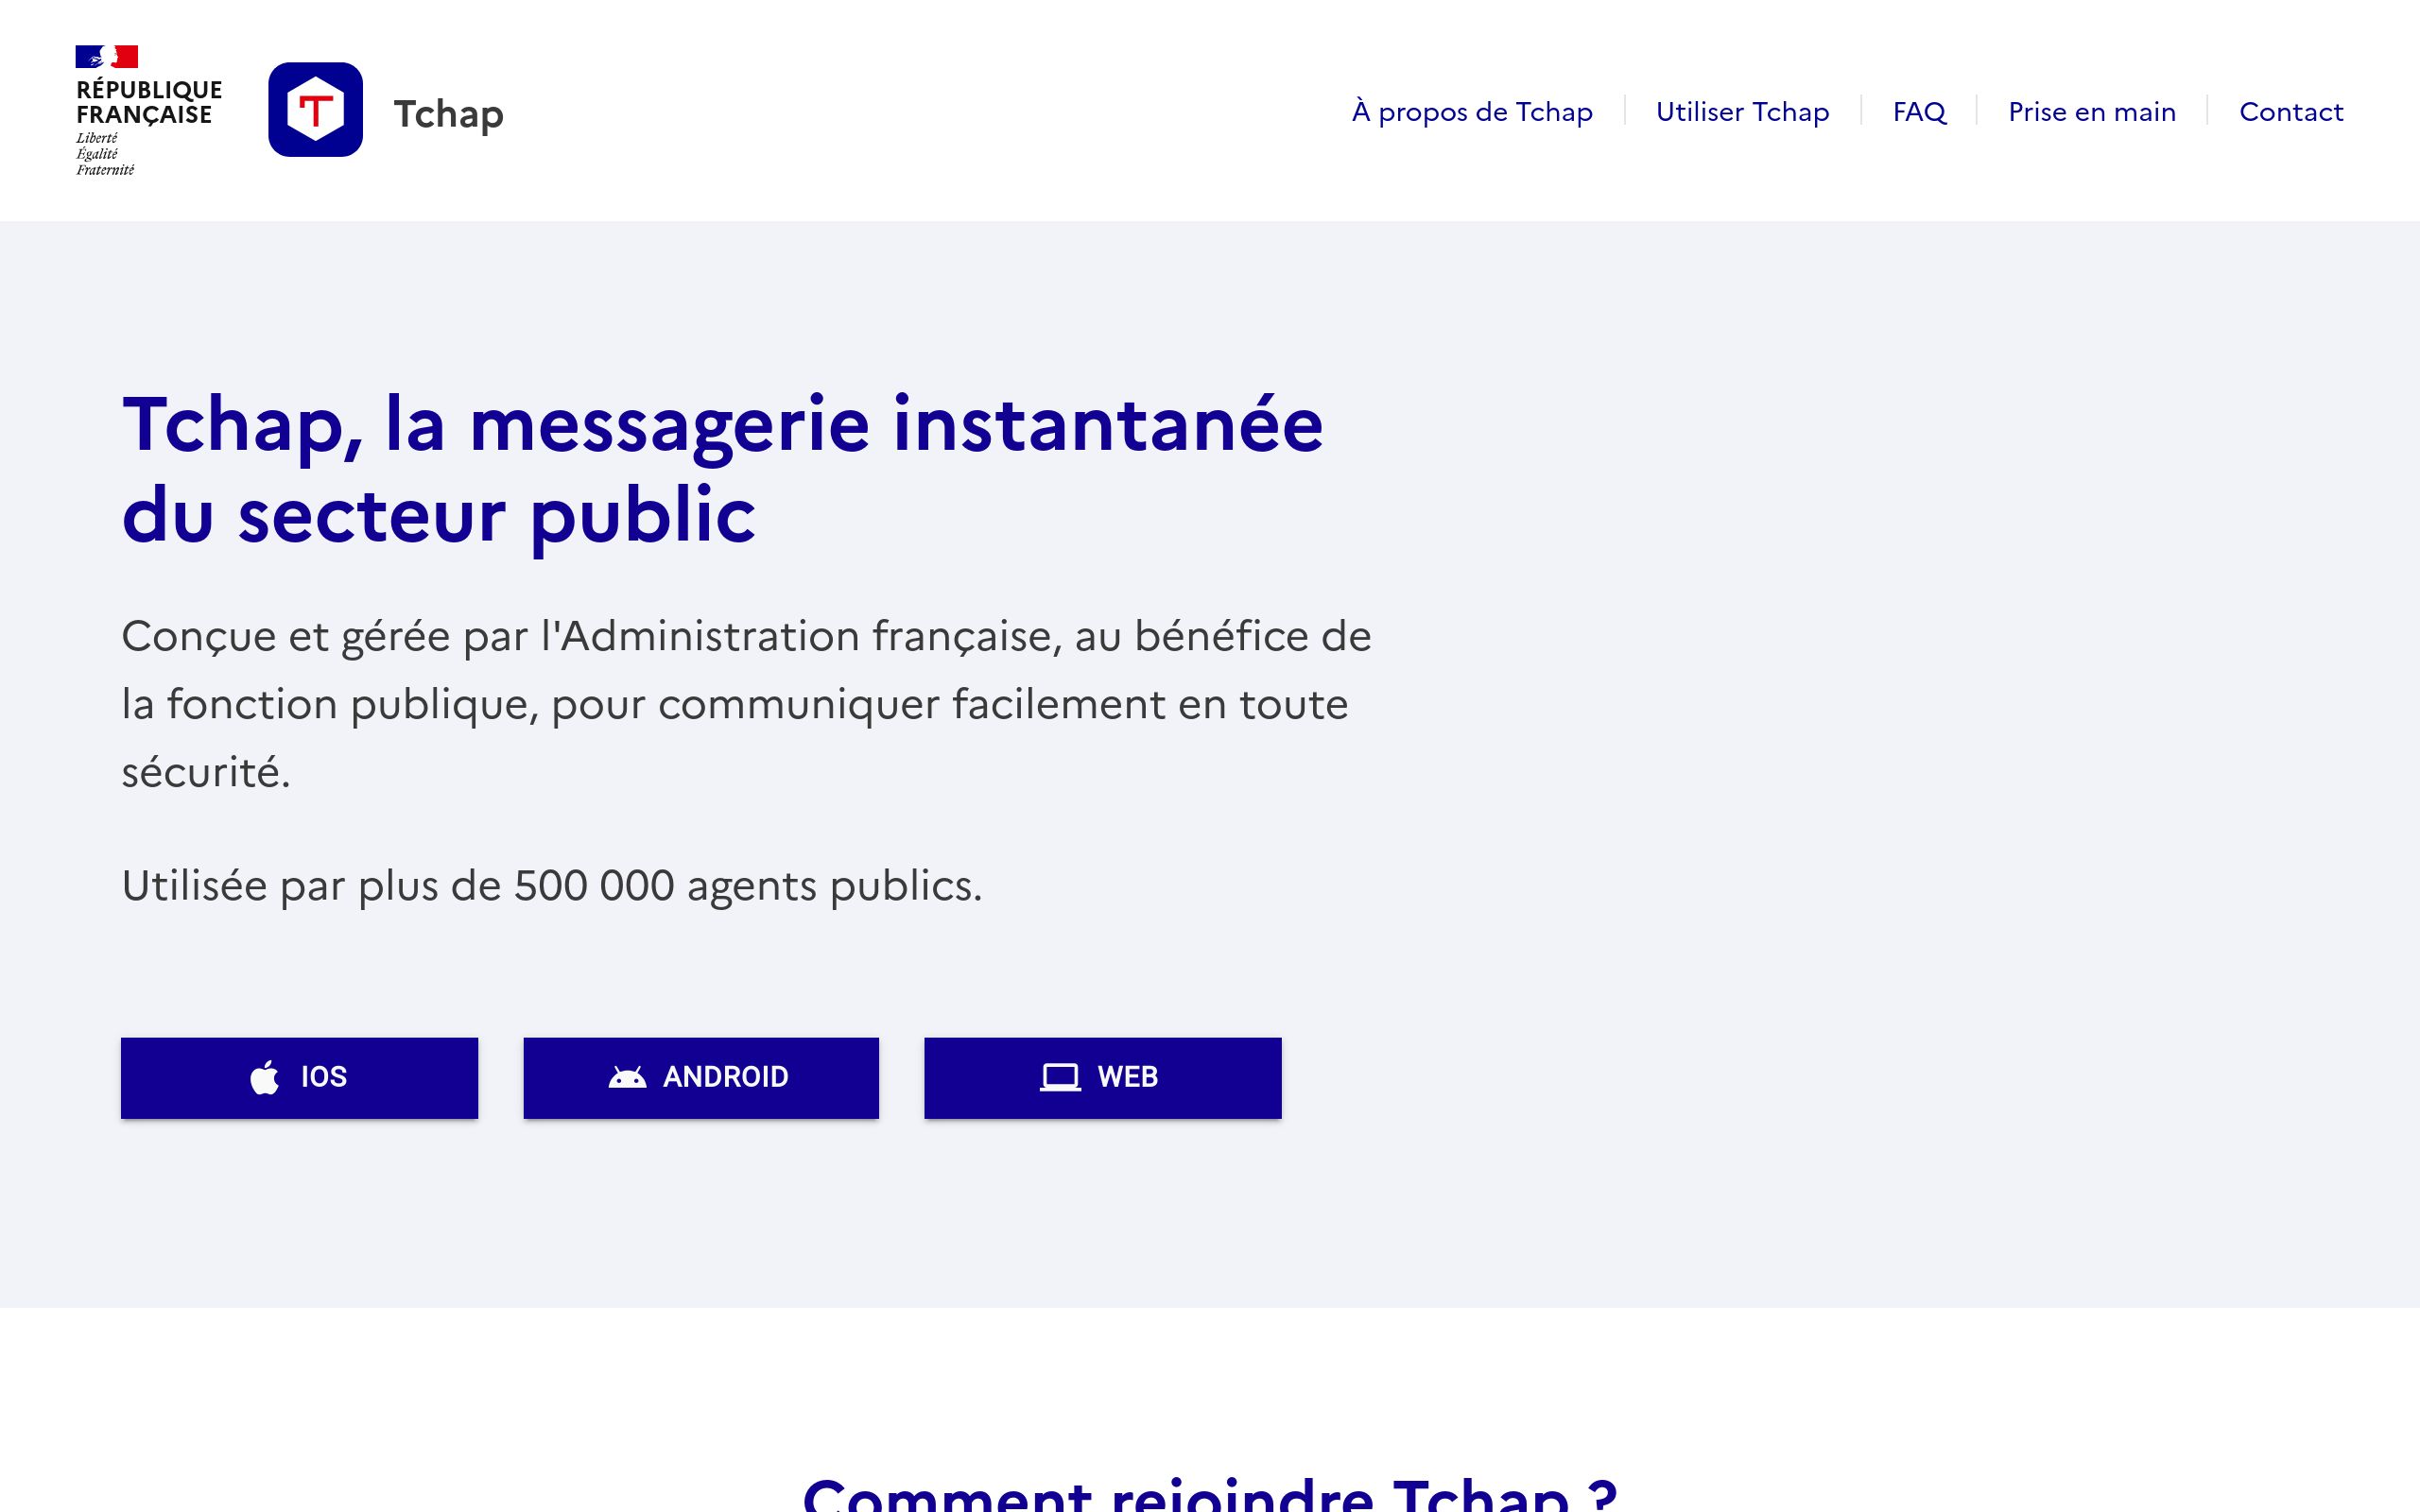 RÉPUBLIQUE
FRANÇAISE
Liberté
Égalité
Fraternité
T
Tchap
À propos de Tchap
Utiliser Tchap
FAQ
Prise en main
Contact
Tchap, la messagerie instantanée
du secteur public
Conçue et gérée par l'Administration française, au bénéfice de
la fonction publique, pour communiquer facilement en toute
sécurité.
Utilisée par plus de 500 000 agents publics.
IOS
ANDROID
WEB
Comment rejoindre Tchap ?